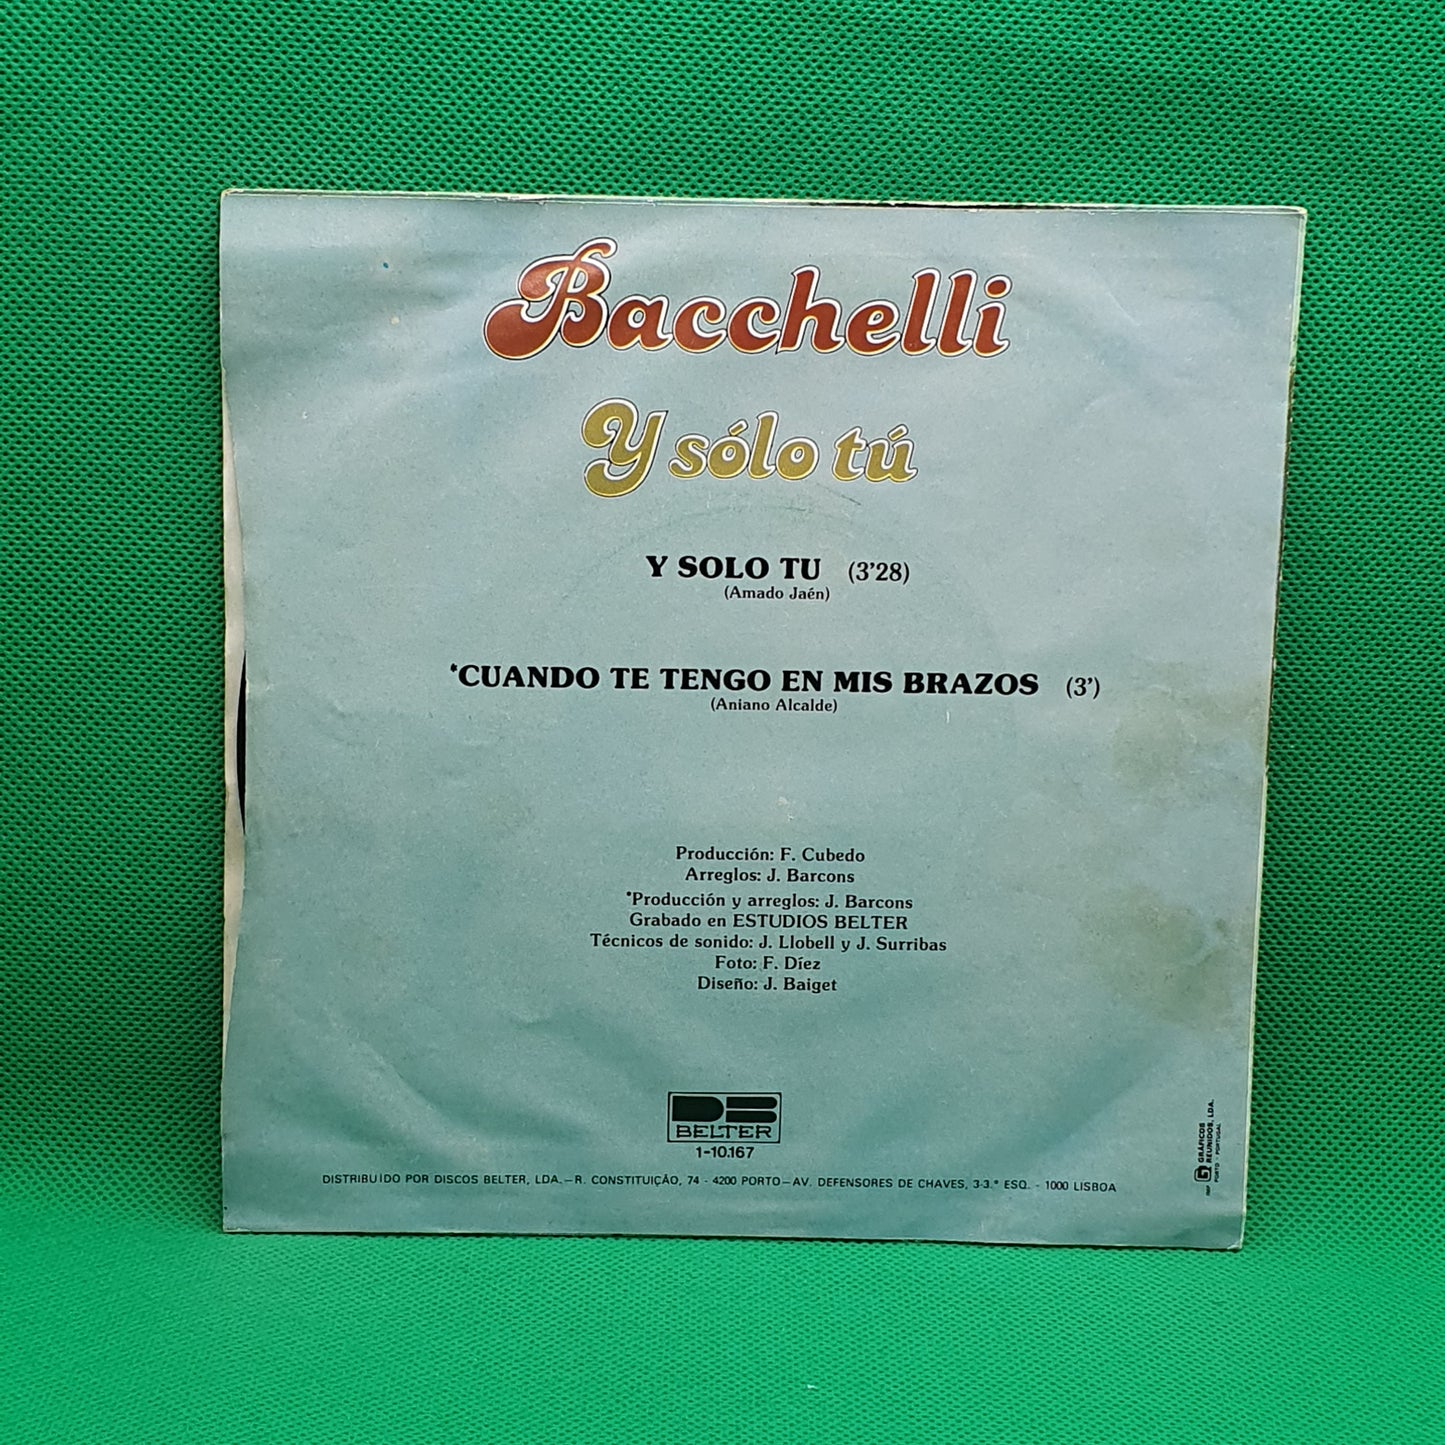 Bacchelli
Y sólo tú
Y SOLO TU (3'28)
(Amado Jaén)
*CUANDO TE TENGO EN MIS BRAZOS (3')
(Aniano Alcalde)
Producción: F. Cubedo
Arreglos: J. Barcons
*Producción y arreglos: J. Barcons
Grabado en ESTUDIOS BELTER
Técnicos de sonido: J. Llobell y J. Surribas
Foto: F. Díez
Diseño: J. Baiget
BELTER
1-10.167
DISTRIBUÍDO POR DISCOS BELTER, LDA.—R. CONSTITUIÇÃO, 74 - 4200 PORTO—AV. DEFENSORES DE CHAVES, 3-3.º ESQ. - 1000 LISBOA
IMP. GRÁFICOS
REUNIDOS, LDA.
PORTO - PORTUGAL